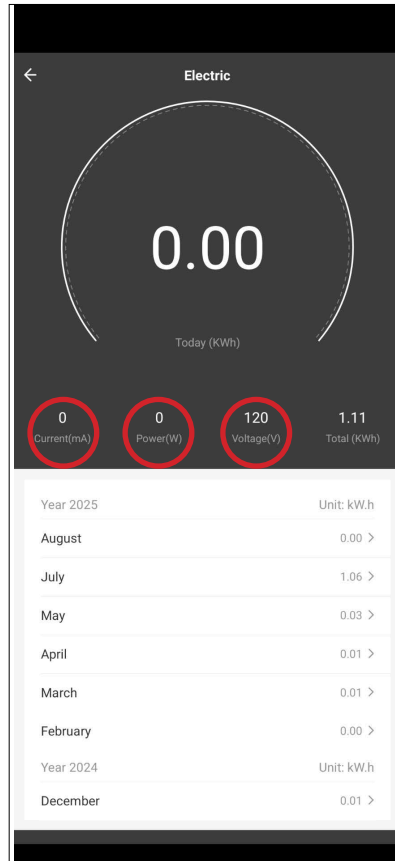 Electric
0.00
Today (KWh)
0 0 120 1.11
Current(mA) Power(W) Voltage(V) Total (KWh)
Year 2025 Unit: kW.h
August 0.00
July 1.06
May 0.03
April 0.01
March 0.01
February 0.00
Year 2024 Unit: kW.h
December 0.01